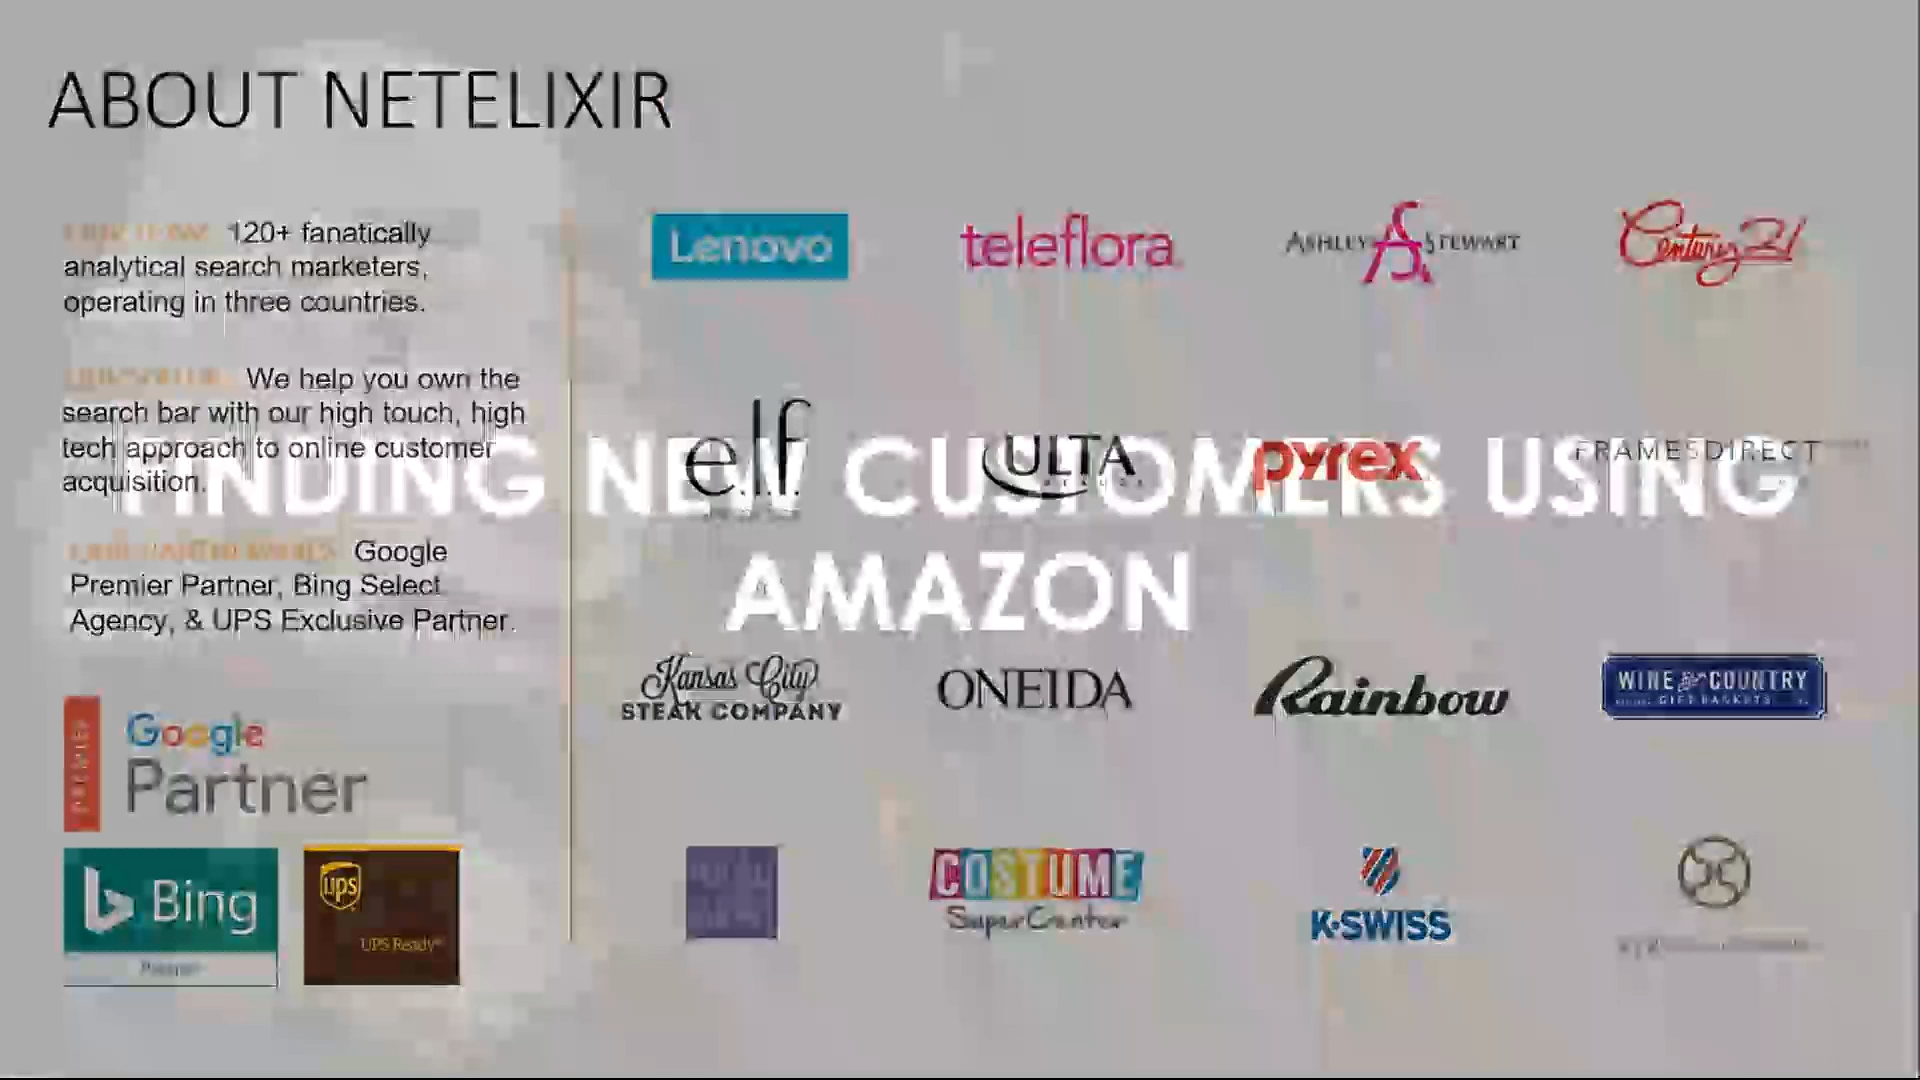 ABOUT NETELIXIR
120+ fanatically
analytical search marketers,
operating in three countries.
We help you own the
search bar with our high touch, high
tech approach to online customer
acquisition.
Google
Premier Partner, Bing Select
Agency, & UPS Exclusive Partner.
Google
Partner
Bing
ups
UPS Ready
Lenovo
teleflora
ASHLEY STEWART
Century 21
e.l.f
ULTA
pyrex
FRAMESDIRECT
FINDING NEW CUSTOMERS USING
AMAZON
Kansas City
STEAK COMPANY
ONEIDA
Rainbow
WINE COUNTRY
GIFT BASKETS
COSTUME
SuperCenter
K-SWISS